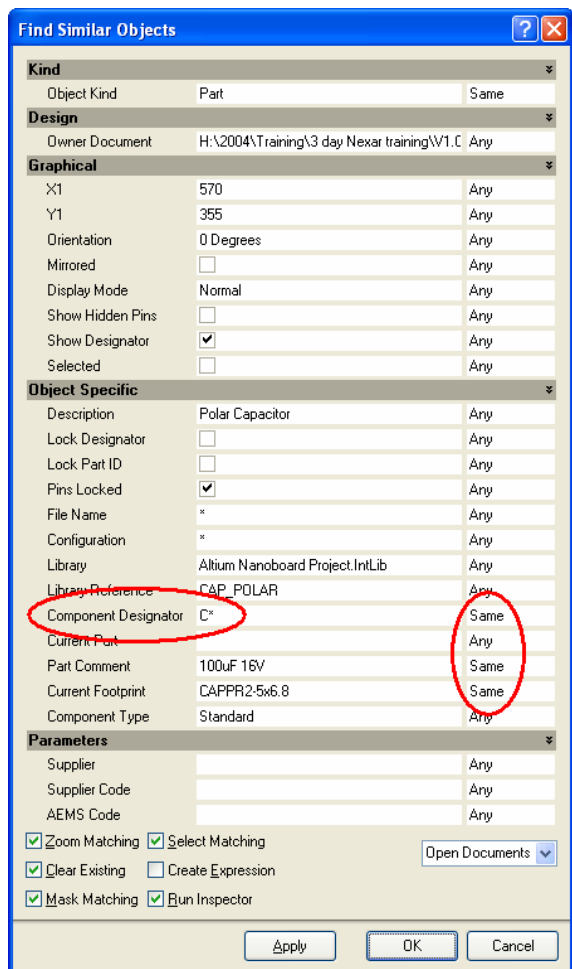 Find Similar Objects
Kind
Object Kind Part Same
Design
Owner Document H:\2004\Training\3 day Nexar training\V1.0 Any
Graphical
X1 570 Any
Y1 355 Any
Orientation 0 Degrees Any
Mirrored Any
Display Mode Normal Any
Show Hidden Pins Any
Show Designator Any
Selected Any
Object Specific
Description Polar Capacitor Any
Lock Designator Any
Lock Part ID Any
Pins Locked Any
File Name * Any
Configuration * Any
Library Altium Nanoboard Project.IntLib Any
Library Reference CAP_POLAR Any
Component Designator C* Same
Current Part Any
Part Comment 100uF 16V Same
Current Footprint CAPPR2-5x6.8 Same
Component Type Standard Any
Parameters
Supplier Any
Supplier Code Any
AEMS Code Any
Zoom Matching Select Matching Open Documents
Clear Existing Create Expression
Mask Matching Run Inspector
Apply OK Cancel